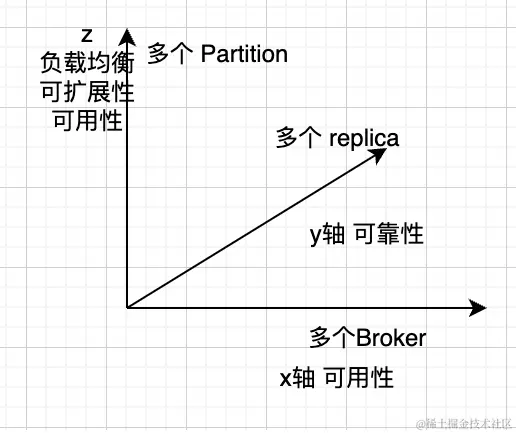 z
负载均衡
可扩展性
可用性
多个 Partition
多个 replica
y轴 可靠性
多个Broker
x轴 可用性
@稀土掘金技术社区